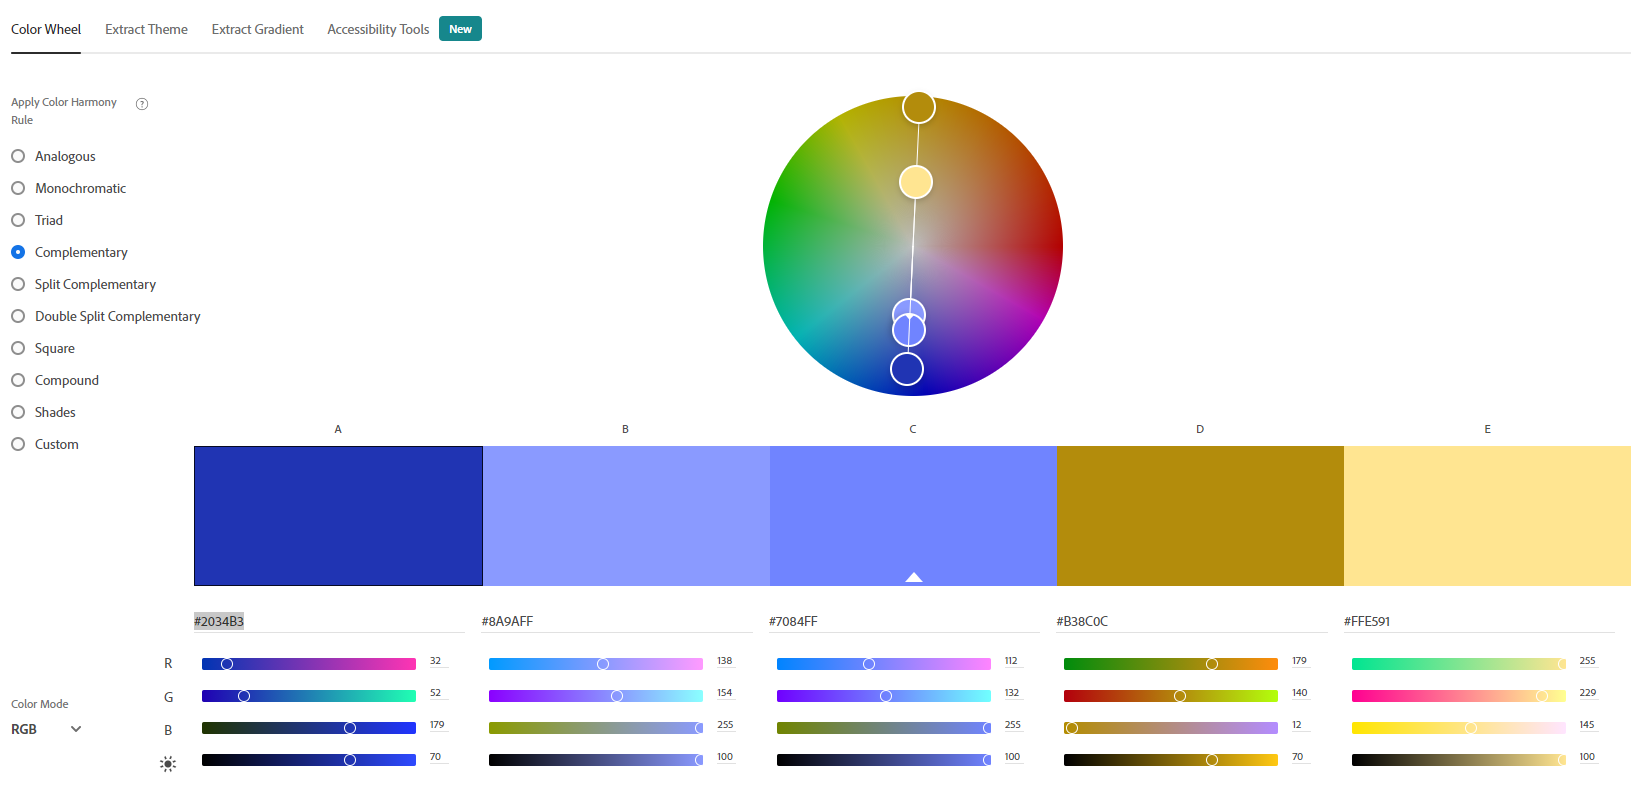 Color Wheel Extract Theme Extract Gradient Accessibility Tools New
Apply Color Harmony ?
Rule
Analogous
Monochromatic
Triad
Complementary
Split Complementary
Double Split Complementary
Square
Compound
Shades
Custom
A B C D E
#2034B3 #8A9AFF #7084FF #B38C0C #FFE591
R 32 138 112 179 255
G 52 154 132 140 229
Color Mode
RGB
B 179 255 255 12 145
70 100 100 70 100